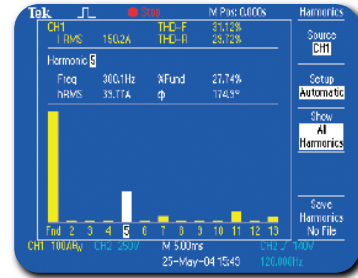 Tek Stop M Pos: 0.000s Harmonics
CH1 THD-F 31.12%
I RMS 150.2A THD-R 29.72%
Source
CH1
Harmonic 5
Freq 300.1Hz %Fund 27.74%
hRMS 39.77A ϕ 174.3°
Setup
Automatic
Show
All
Harmonics
Save
Harmonics
No File
Fnd 2 3 4 5 6 7 8 9 10 11 12 13
CH1 100A CH2 250V M 5.00ms CH2
25-May-04 15:43 120.000Hz